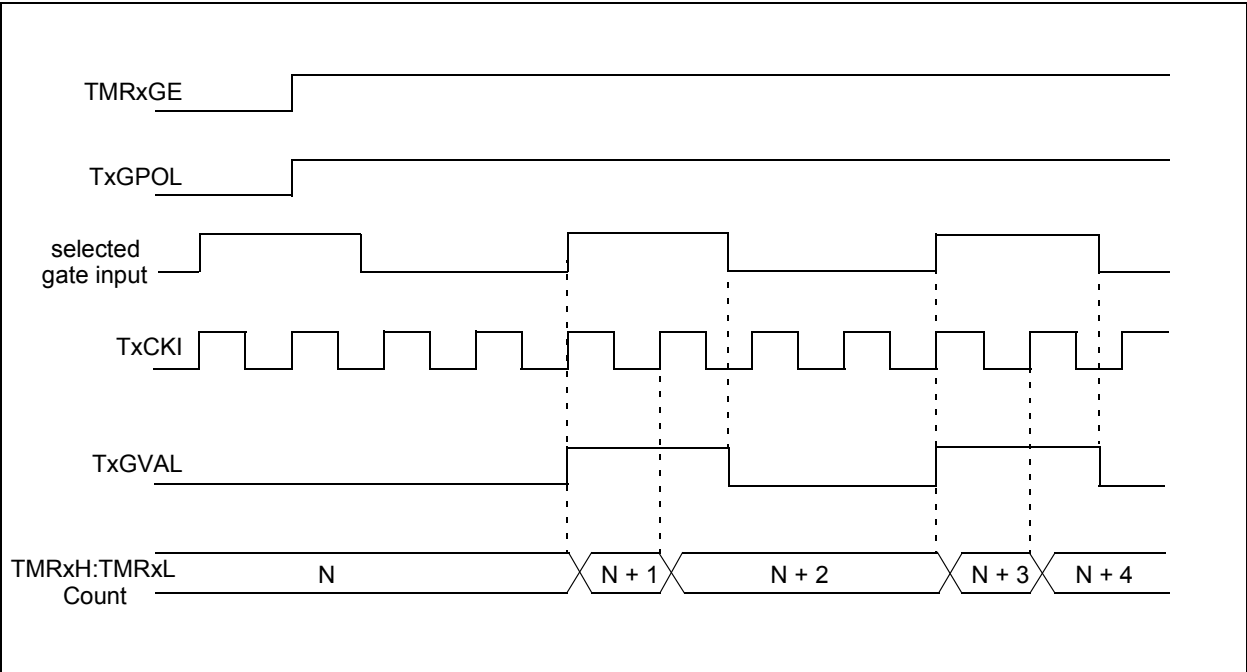 TMRxGE
TxGPOL
selected
gate input
TxCKI
TxGVAL
TMRxH:TMRxL
Count
N
N + 1
N + 2
N + 3
N + 4